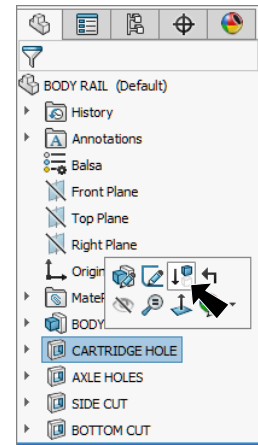 BODY RAIL (Default)
History
A Annotations
Balsa
Front Plane
Top Plane
Right Plane
Origin
Mate
BODY
CARTRIDGE HOLE
AXLE HOLES
SIDE CUT
BOTTOM CUT